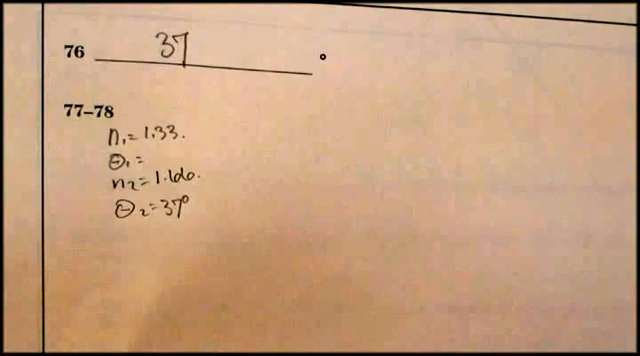 76 37 °
77–78
n₁ = 1.33.
θ₁ =
n₂ = 1.66.
θ₂ = 37°